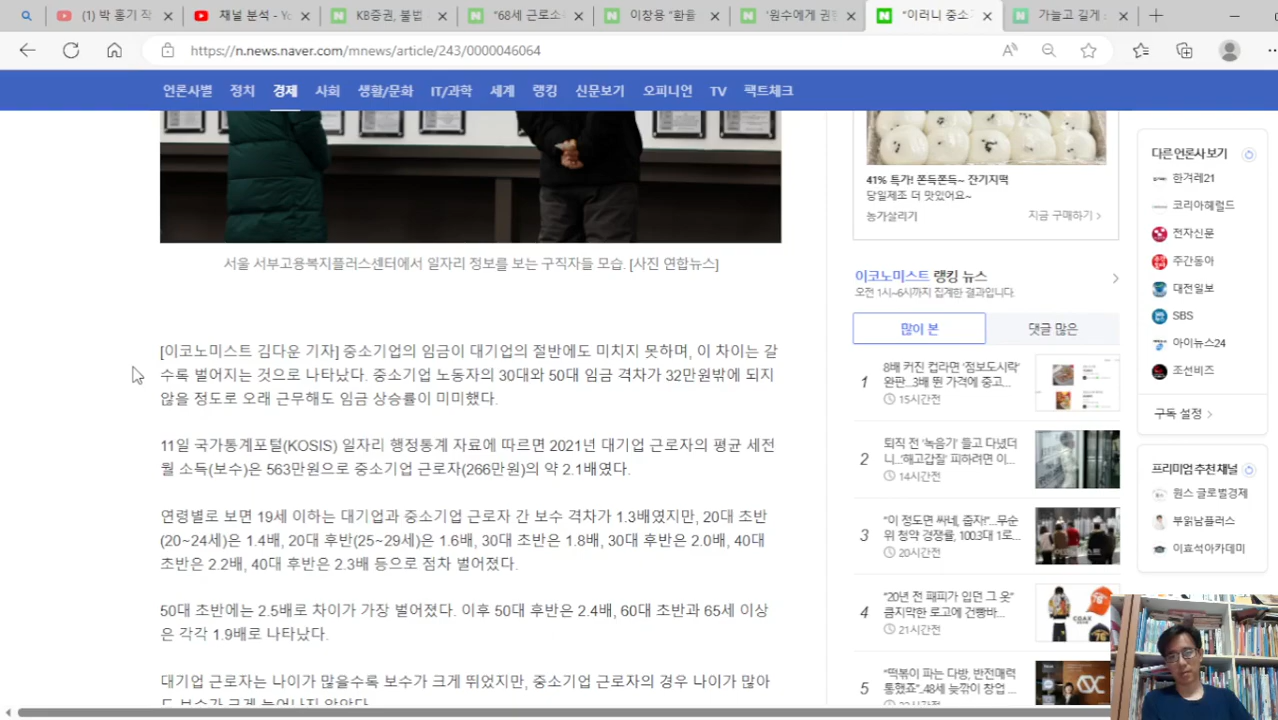 (1) 박 홍기 작
채널 분석 - Yo
KB증권, 불법
"68세 근로소
이창용 "환율
'원수에게 권한
"이러니 중소
가늘고 길게
https://n.news.naver.com/mnews/article/243/0000046064
언론사별 정치 경제 사회 생활/문화 IT/과학 세계 랭킹 신문보기 오피니언 TV 팩트체크
서울 서부고용복지플러스센터에서 일자리 정보를 보는 구직자들 모습. [사진 연합뉴스]
[이코노미스트 김다운 기자] 중소기업의 임금이 대기업의 절반에도 미치지 못하며, 이 차이는 갈
수록 벌어지는 것으로 나타났다. 중소기업 노동자의 30대와 50대 임금 격차가 32만원밖에 되지
않을 정도로 오래 근무해도 임금 상승률이 미미했다.
11일 국가통계포털(KOSIS) 일자리 행정통계 자료에 따르면 2021년 대기업 근로자의 평균 세전
월 소득(보수)은 563만원으로 중소기업 근로자(266만원)의 약 2.1배였다.
연령별로 보면 19세 이하는 대기업과 중소기업 근로자 간 보수 격차가 1.3배였지만, 20대 초반
(20~24세)은 1.4배, 20대 후반(25~29세)은 1.6배, 30대 초반은 1.8배, 30대 후반은 2.0배, 40대
초반은 2.2배, 40대 후반은 2.3배 등으로 점차 벌어졌다.
50대 초반에는 2.5배로 차이가 가장 벌어졌다. 이후 50대 후반은 2.4배, 60대 초반과 65세 이상
은 각각 1.9배로 나타났다.
대기업 근로자는 나이가 많을수록 보수가 크게 뛰었지만, 중소기업 근로자의 경우 나이가 많아
도 보수가 크게 늘어나지 않았다.
41% 특가! 쫀득쫀득~ 잔기지떡
당일제조 더 맛있어요~
농가살리기 지금 구매하기 >
이코노미스트 랭킹 뉴스
오전 1시~6시까지 집계한 결과입니다.
많이 본 댓글 많은
1
8배 커진 컵라면 '점보도시락'
완판...3배 뛴 가격에 중고...
15시간전
2
퇴직 전 '녹음기' 들고 다녔더
니...'해고갑질' 피하려면 이...
14시간전
3
"이 정도면 싸네, 줍자!"...무순
위 청약 경쟁률, 100.3대 1로...
20시간전
4
"20년 전 패피가 입던 그 옷"
큼지막한 로고에 건빵바...
21시간전
5
"떡볶이 파는 다방, 반전매력
통했죠"..48세 늦깎이 창업 ...
다른 언론사 보기
한겨레21
코리아헤럴드
전자신문
주간동아
대전일보
SBS
아이뉴스24
조선비즈
구독 설정 >
프리미엄 추천 채널
원스 글로벌경제
부읽남플러스
이효석아카데미